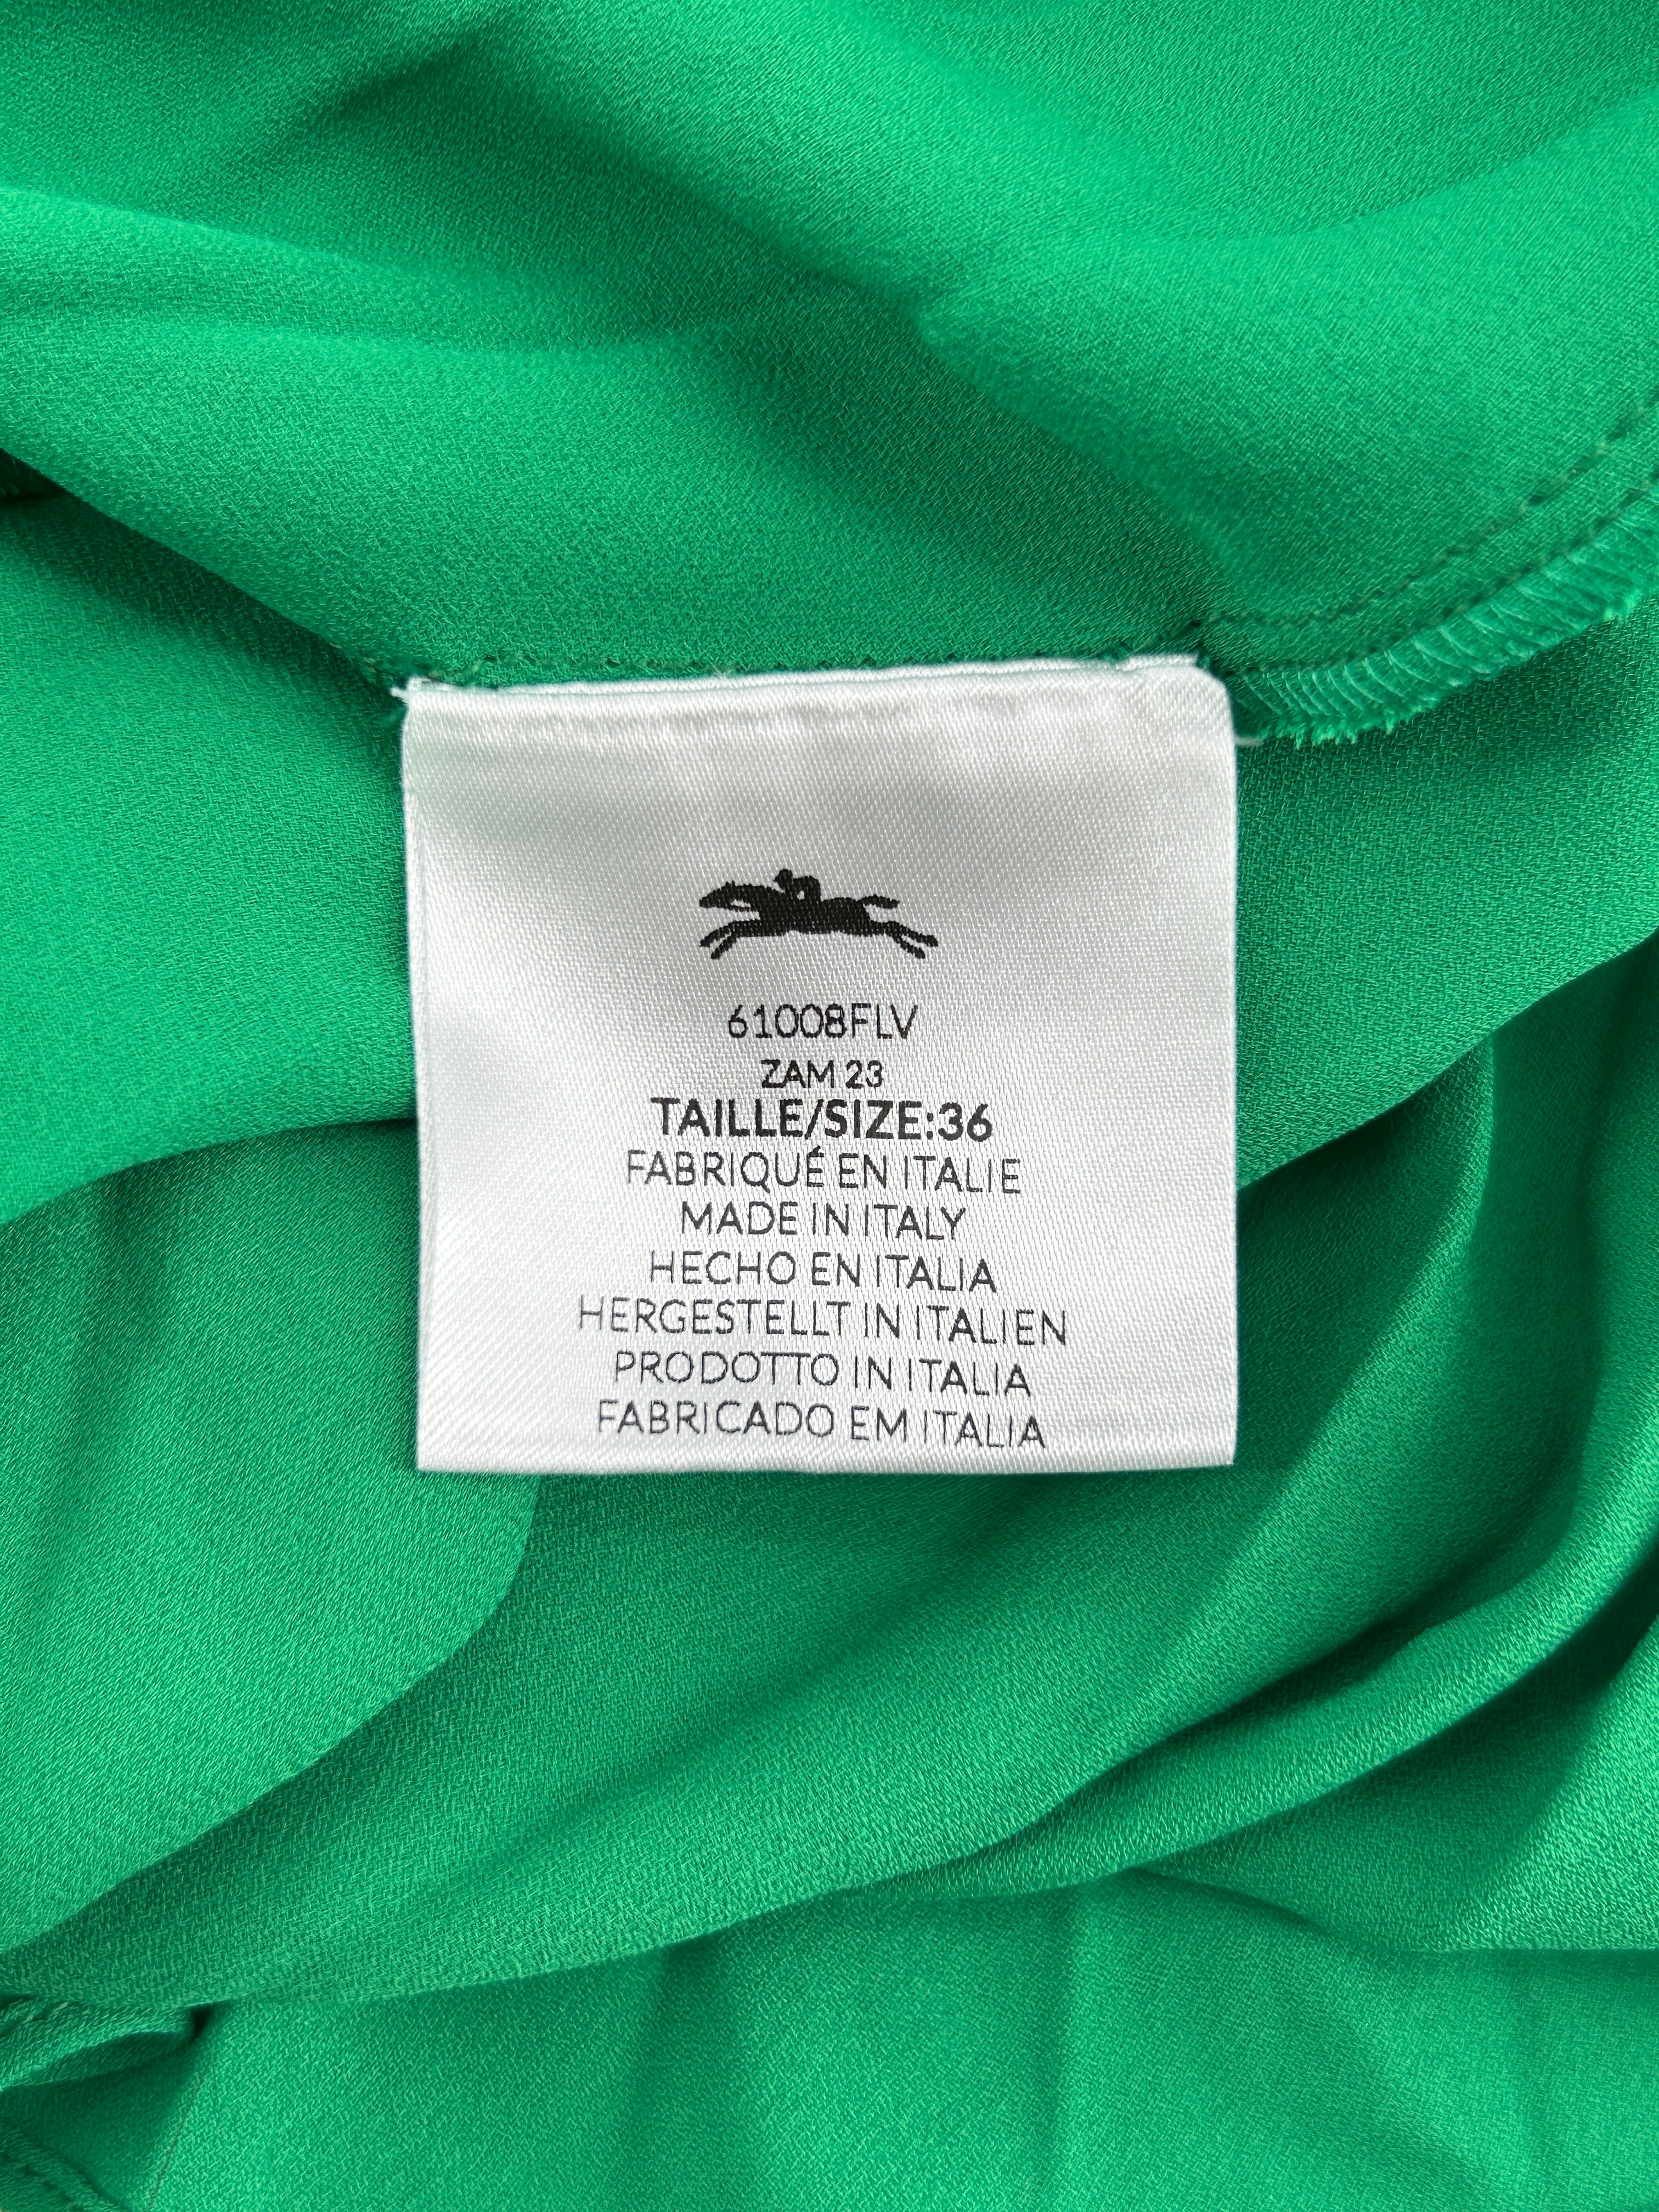 61008FLV
ZAM 23
TAILLE/SIZE:36
FABRIQUÉ EN ITALIE
MADE IN ITALY
HECHO EN ITALIA
HERGESTELLT IN ITALIEN
PRODOTTO IN ITALIA
FABRICADO EM ITALIA